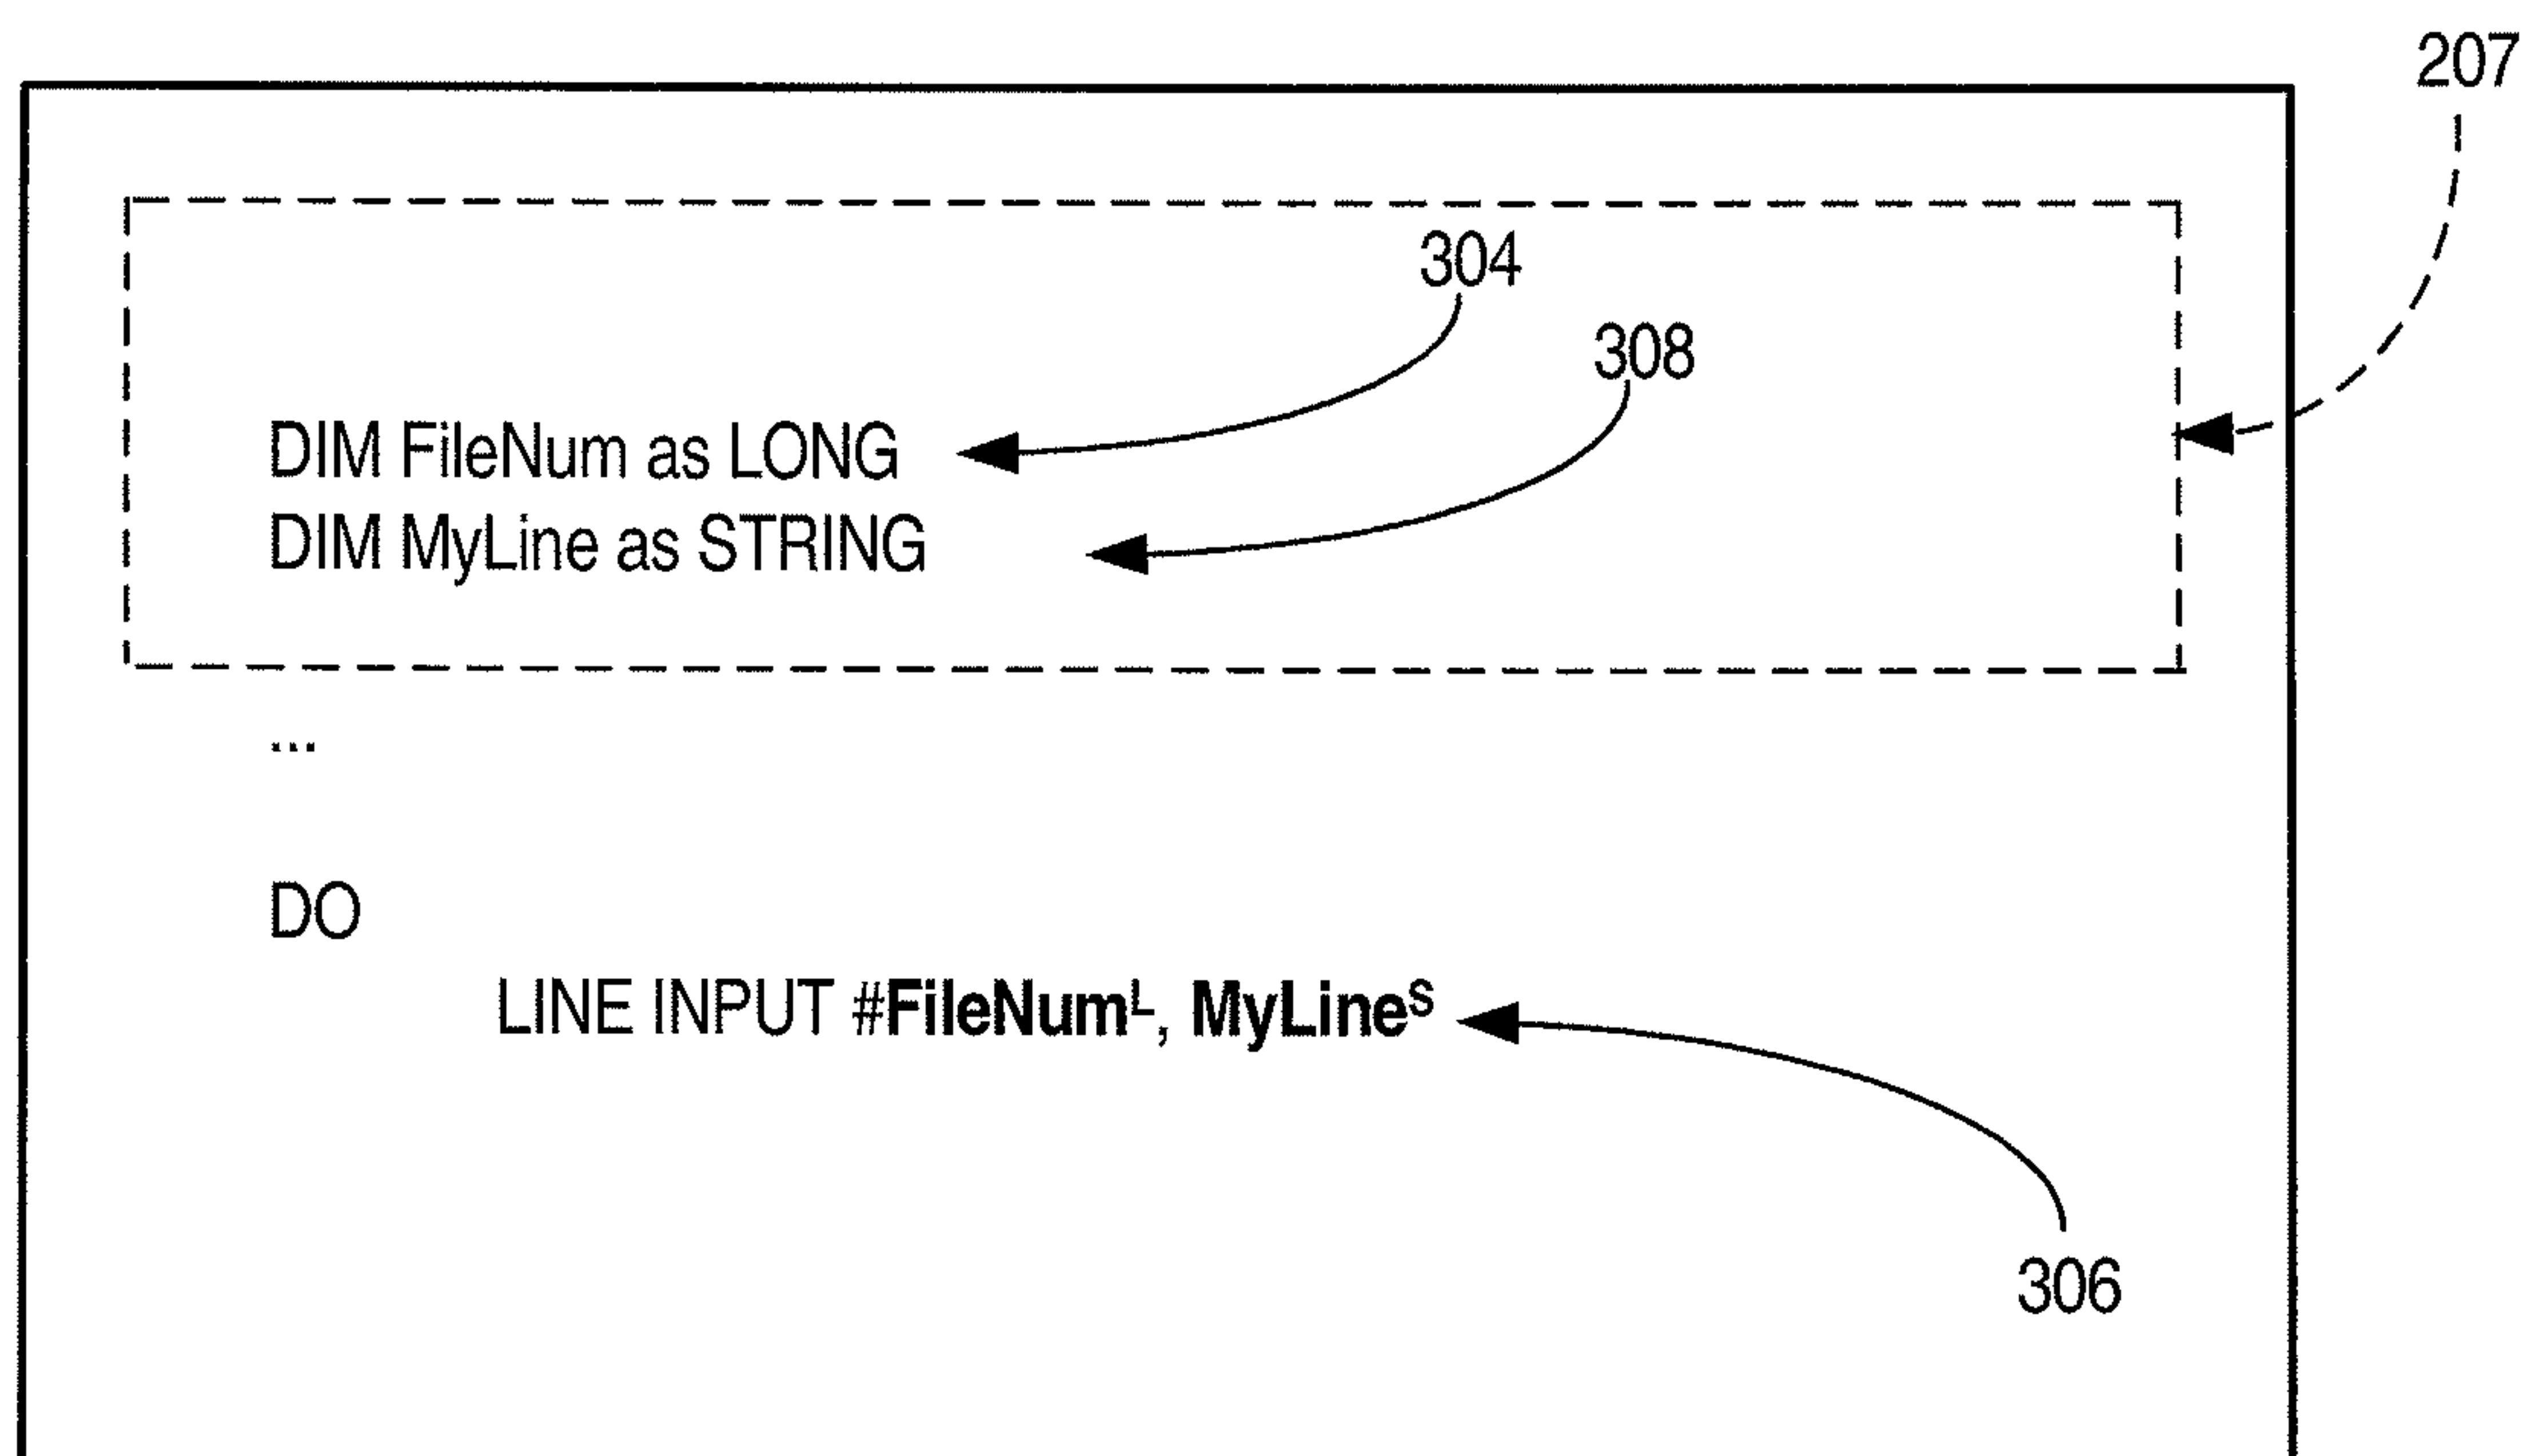 207
304
308
DIM FileNum as LONG
DIM MyLine as STRING
...
DO
LINE INPUT #FileNumᴸ, MyLineˢ
306